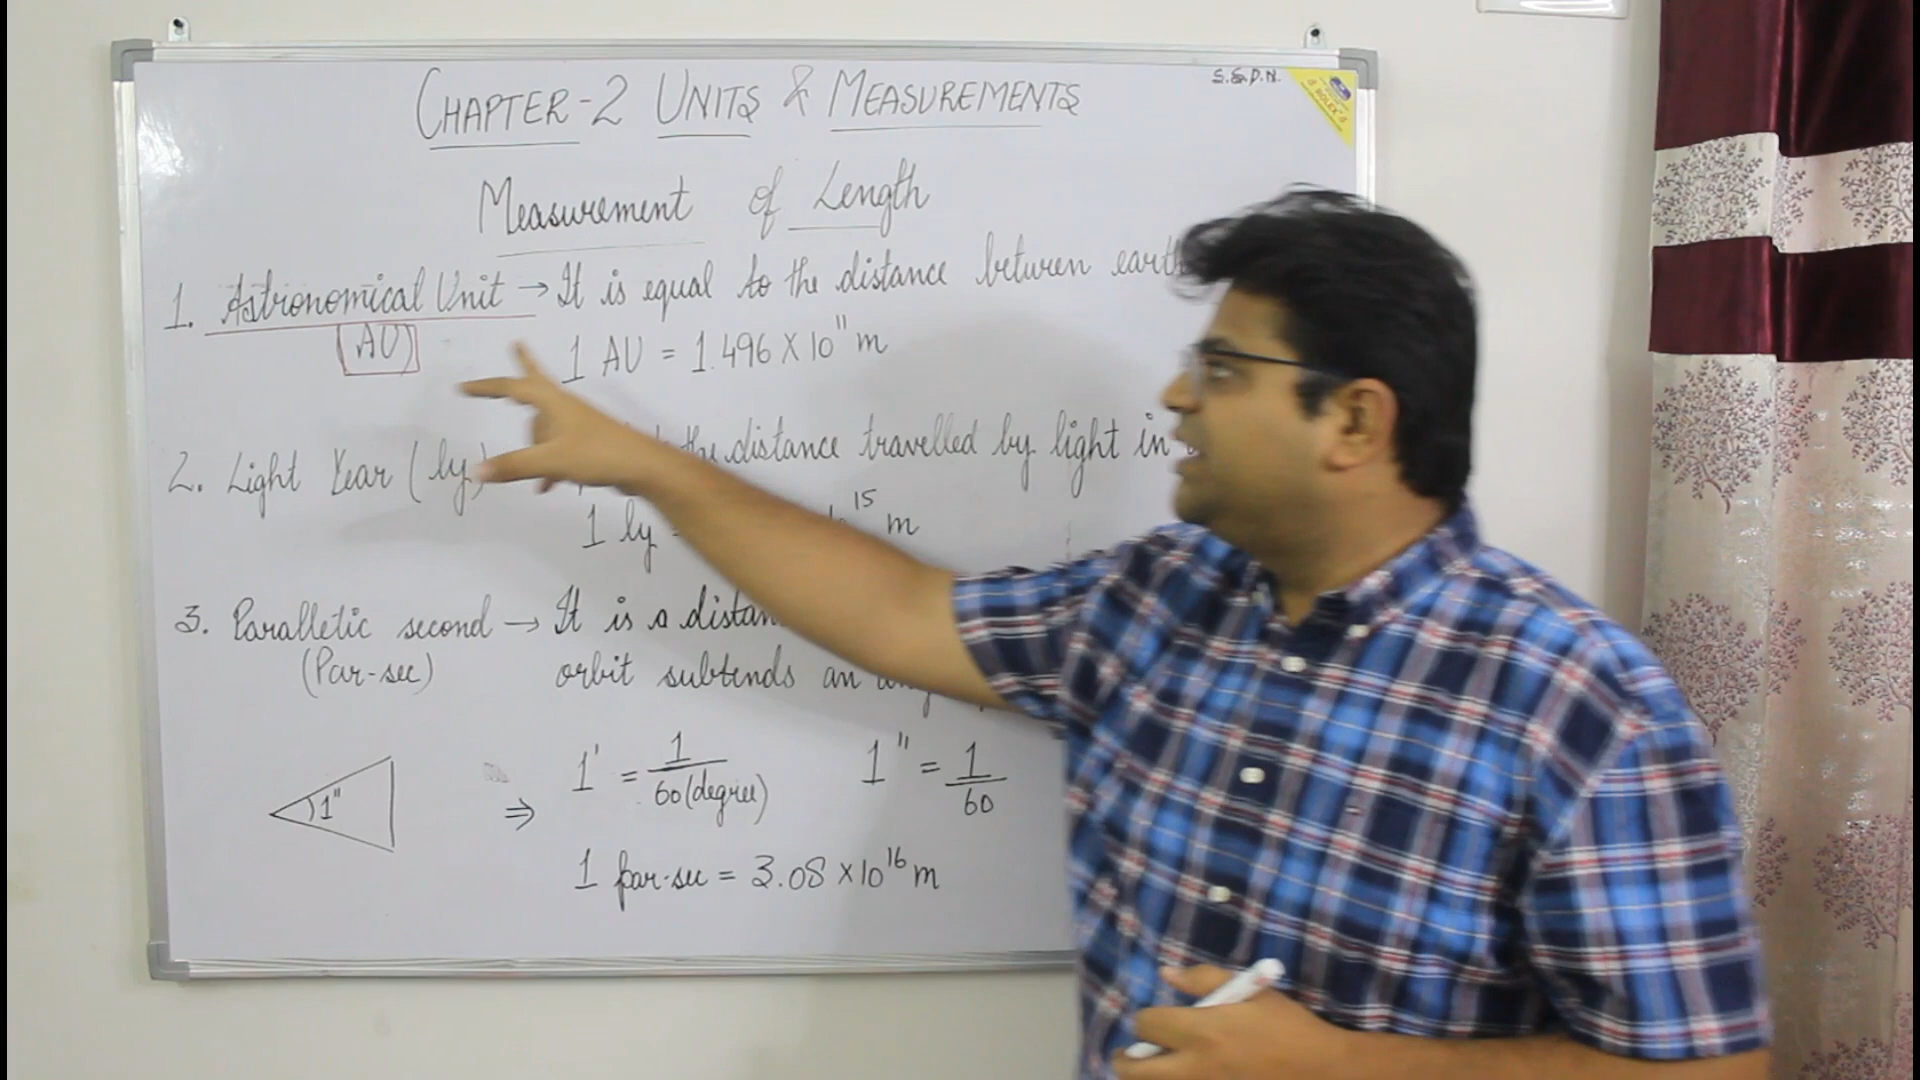 CHAPTER-2 UNITS & MEASUREMENTS
S.&.D.N.
Measurement of Length
1. Astronomical Unit → It is equal to the distance between earth
(AU)
1 AU = 1.496 X 10¹¹ m
2. Light Year (ly) the distance travelled by light in
1 ly = 15 m
3. Paralletic second → It is a distan
(Par-sec) orbit subtends an
1" ⇒ 1' = 1/60(degree) 1" = 1/60
1 par-sec = 3.08 X 10¹⁶ m